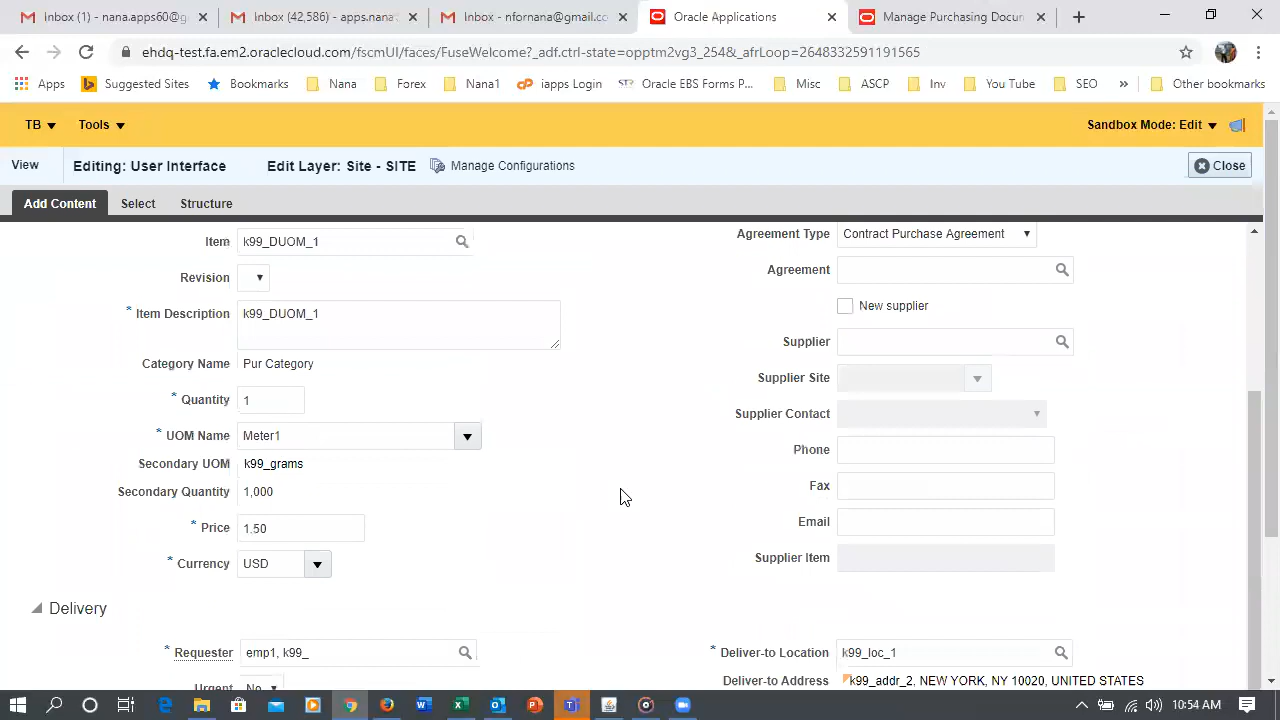 Inbox (1) - nana.apps05@g
Inbox (42,586) - apps.nana
Inbox - nfornana@gmail.co
Oracle Applications
Manage Purchasing Docum
ehdq-test.fa.em2.oraclecloud.com/fscmUI/faces/FuseWelcome?_adf.ctrl-state=opptm2vg3_254&_afrLoop=2648332591191565
Apps
Suggested Sites
Bookmarks
Nana
Forex
Nana1
iapps Login
Oracle EBS Forms P...
Misc
ASCP
Inv
You Tube
SEO
Other bookmarks
TB
Tools
Sandbox Mode: Edit
View
Editing: User Interface
Edit Layer: Site - SITE
Manage Configurations
Close
Add Content
Select
Structure
Item k99_DUOM_1
Revision
* Item Description k99_DUOM_1
Category Name Pur Category
* Quantity 1
* UOM Name Meter1
Secondary UOM k99_grams
Secondary Quantity 1,000
* Price 1.50
* Currency USD
Agreement Type Contract Purchase Agreement
Agreement
New supplier
Supplier
Supplier Site
Supplier Contact
Phone
Fax
Email
Supplier Item
Delivery
* Requester emp1, k99_
Urgent No
* Deliver-to Location k99_loc_1
Deliver-to Address k99_addr_2, NEW YORK, NY 10020, UNITED STATES
10:54 AM